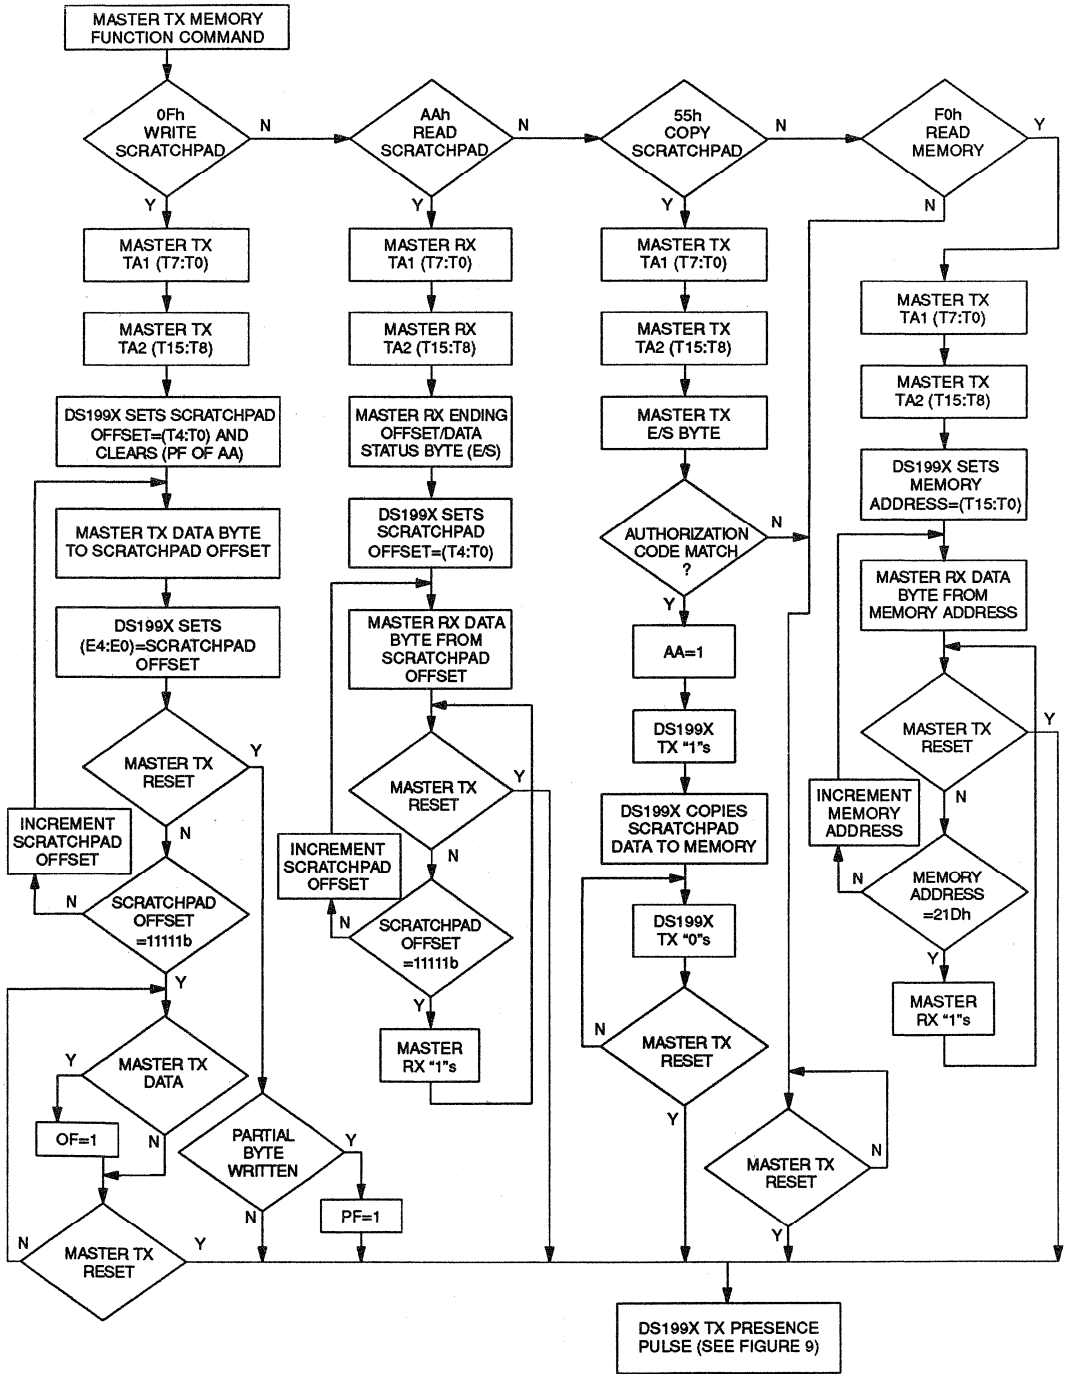 MASTER TX MEMORY
FUNCTION COMMAND
0Fh
WRITE
SCRATCHPAD
N
Y
MASTER TX
TA1 (T7:T0)
MASTER TX
TA2 (T15:T8)
DS199X SETS SCRATCHPAD
OFFSET=(T4:T0) AND
CLEARS (PF OF AA)
MASTER TX DATA BYTE
TO SCRATCHPAD OFFSET
DS199X SETS
(E4:E0)=SCRATCHPAD
OFFSET
MASTER TX
RESET
Y
N
INCREMENT
SCRATCHPAD
OFFSET
SCRATCHPAD
OFFSET
=11111b
N
Y
MASTER TX
DATA
Y
N
OF=1
MASTER TX
RESET
N
Y
PARTIAL
BYTE
WRITTEN
Y
N
PF=1
AAh
READ
SCRATCHPAD
N
Y
MASTER RX
TA1 (T7:T0)
MASTER RX
TA2 (T15:T8)
MASTER RX ENDING
OFFSET/DATA
STATUS BYTE (E/S)
DS199X SETS
SCRATCHPAD
OFFSET=(T4:T0)
MASTER RX DATA
BYTE FROM
SCRATCHPAD
OFFSET
MASTER TX
RESET
Y
N
INCREMENT
SCRATCHPAD
OFFSET
SCRATCHPAD
OFFSET
=11111b
N
Y
MASTER
RX "1"s
55h
COPY
SCRATCHPAD
N
Y
MASTER TX
TA1 (T7:T0)
MASTER TX
TA2 (T15:T8)
MASTER TX
E/S BYTE
AUTHORIZATION
CODE MATCH
?
N
Y
AA=1
DS199X
TX "1"s
DS199X COPIES
SCRATCHPAD
DATA TO MEMORY
DS199X
TX "0"s
MASTER TX
RESET
N
Y
F0h
READ
MEMORY
Y
N
MASTER TX
TA1 (T7:T0)
MASTER TX
TA2 (T15:T8)
DS199X SETS
MEMORY
ADDRESS=(T15:T0)
MASTER RX DATA
BYTE FROM
MEMORY ADDRESS
MASTER TX
RESET
Y
N
INCREMENT
MEMORY
ADDRESS
MEMORY
ADDRESS
=21Dh
N
Y
MASTER
RX "1"s
MASTER TX
RESET
N
Y
DS199X TX PRESENCE
PULSE (SEE FIGURE 9)